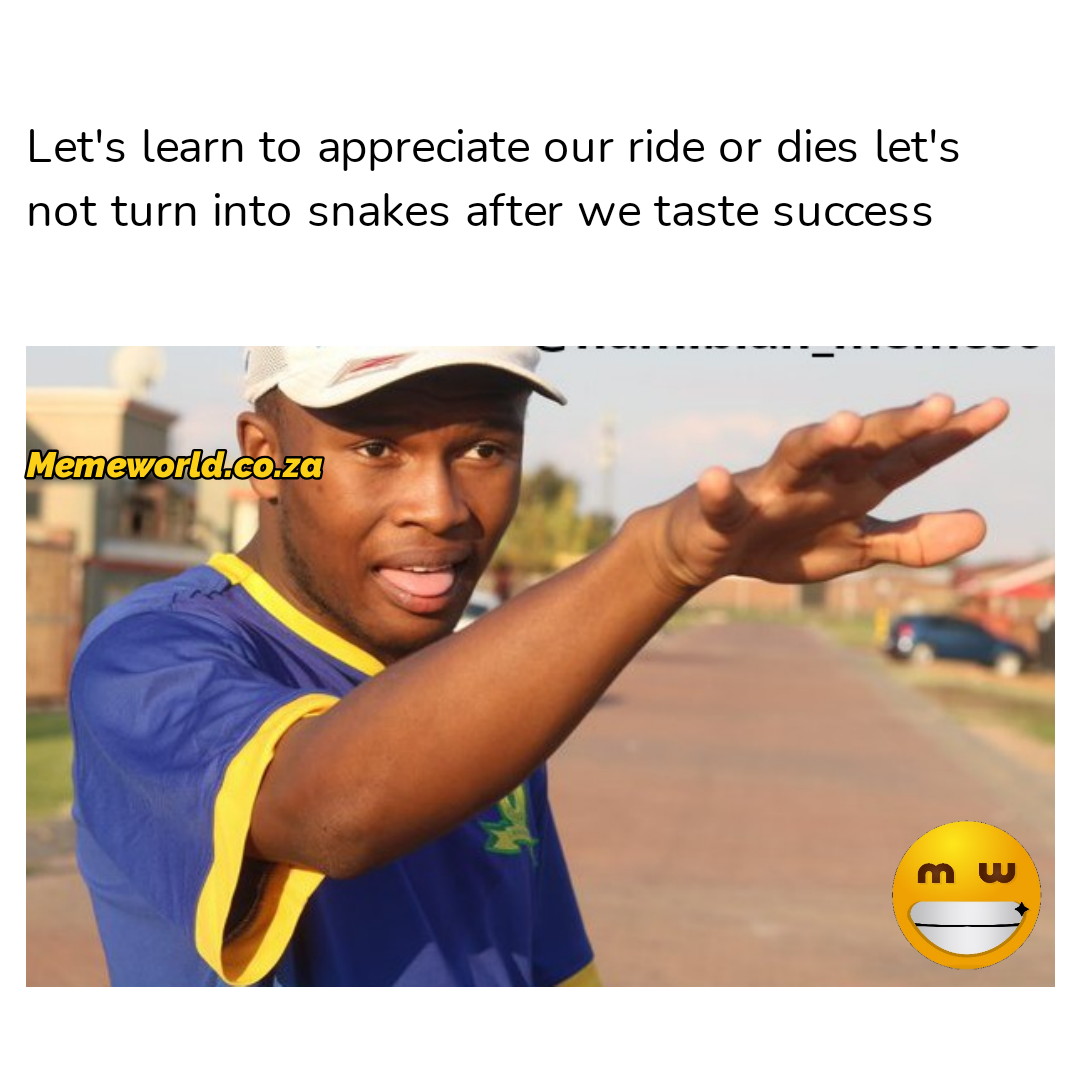 Let's learn to appreciate our ride or dies let's
not turn into snakes after we taste success
Memeworld.co.za
m w